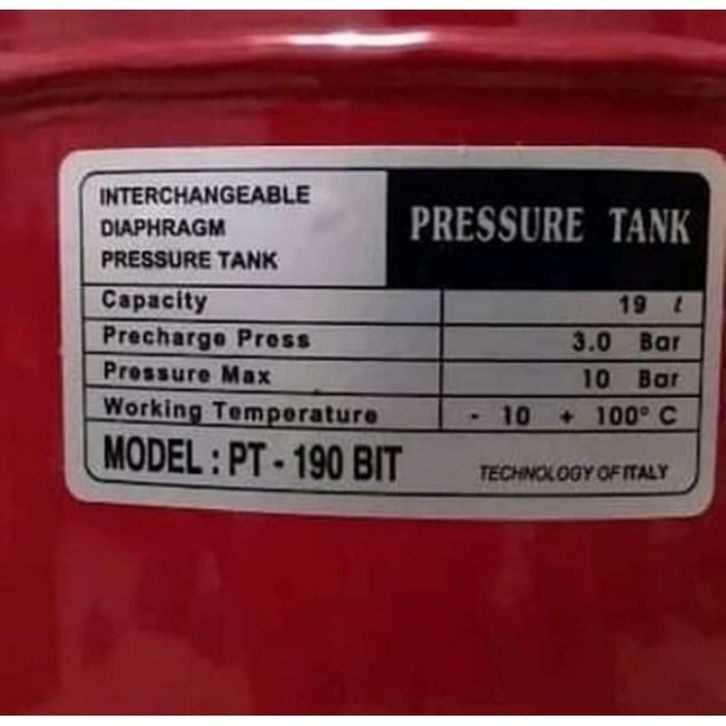 INTERCHANGEABLE
DIAPHRAGM
PRESSURE TANK
PRESSURE TANK
Capacity 19 ℓ
Precharge Press 3.0 Bar
Pressure Max 10 Bar
Working Temperature - 10 + 100° C
MODEL : PT - 190 BIT
TECHNOLOGY OF ITALY